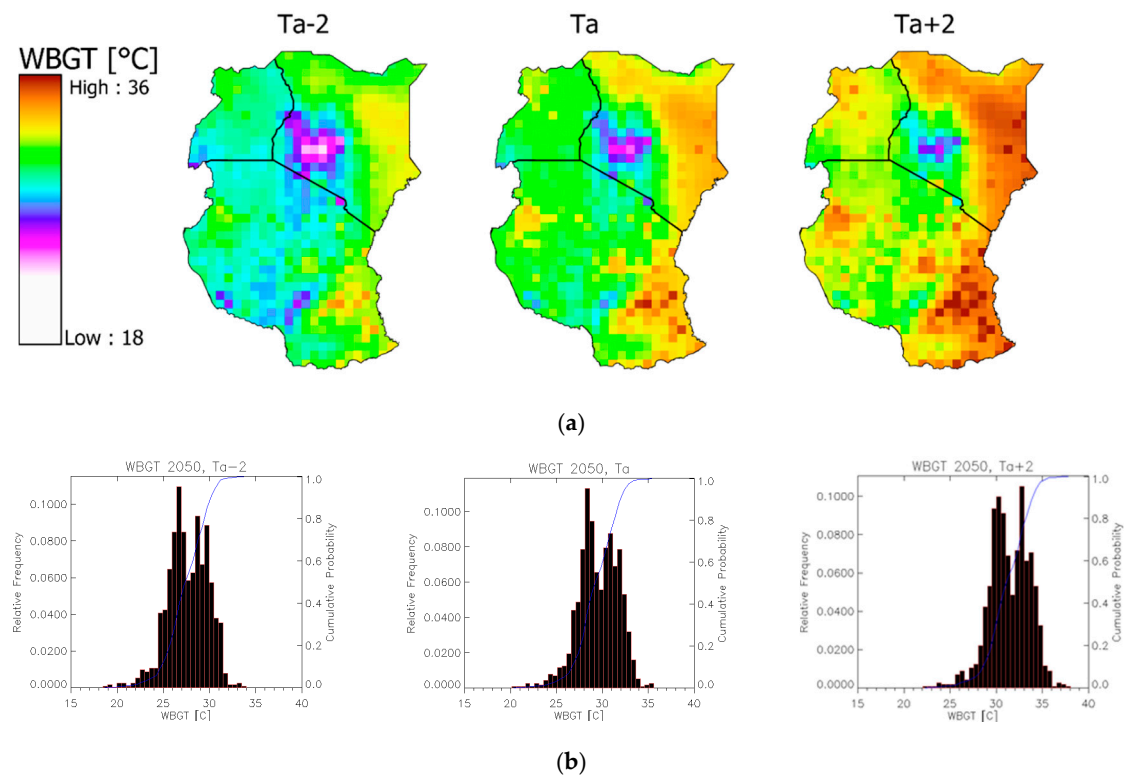 Ta-2
Ta
Ta+2
WBGT [°C]
High : 36
Low : 18
(a)
WBGT 2050, Ta−2
WBGT 2050, Ta
WBGT 2050, Ta+2
Relative Frequency
0.1000
0.0800
0.0600
0.0400
0.0200
0.0000
15
20
25
30
35
40
WBGT [C]
1.0
0.8
0.6
0.4
0.2
0.0
Cumulative Probability
Relative Frequency
0.1000
0.0800
0.0600
0.0400
0.0200
0.0000
15
20
25
30
35
40
WBGT [C]
1.0
0.8
0.6
0.4
0.2
0.0
Cumulative Probability
Relative Frequency
0.1000
0.0800
0.0600
0.0400
0.0200
0.0000
15
20
25
30
35
40
WBGT [C]
1.0
0.8
0.6
0.4
0.2
0.0
Cumulative Probability
(b)